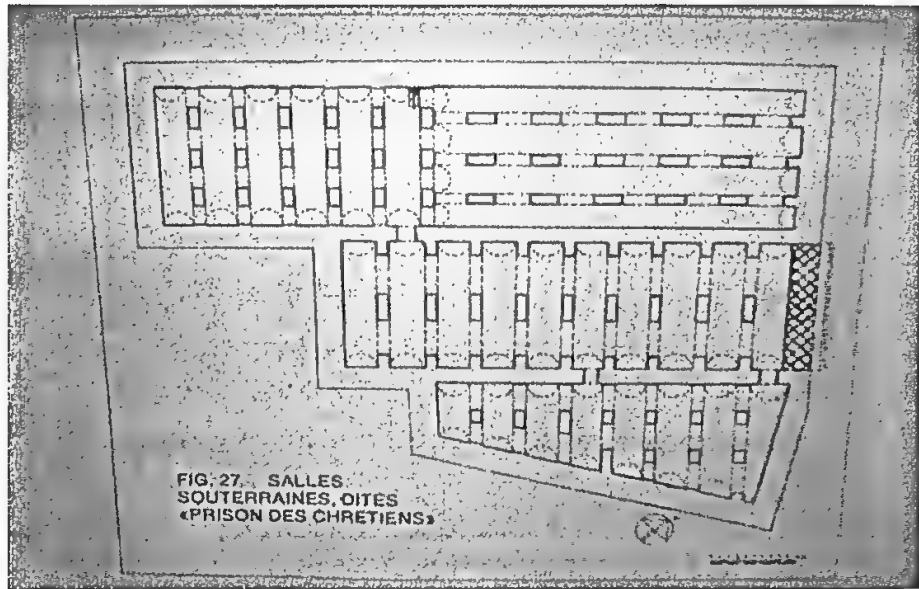 FIG. 27. SALLES
SOUTERRAINES, DITES
«PRISON DES CHRETIENS»